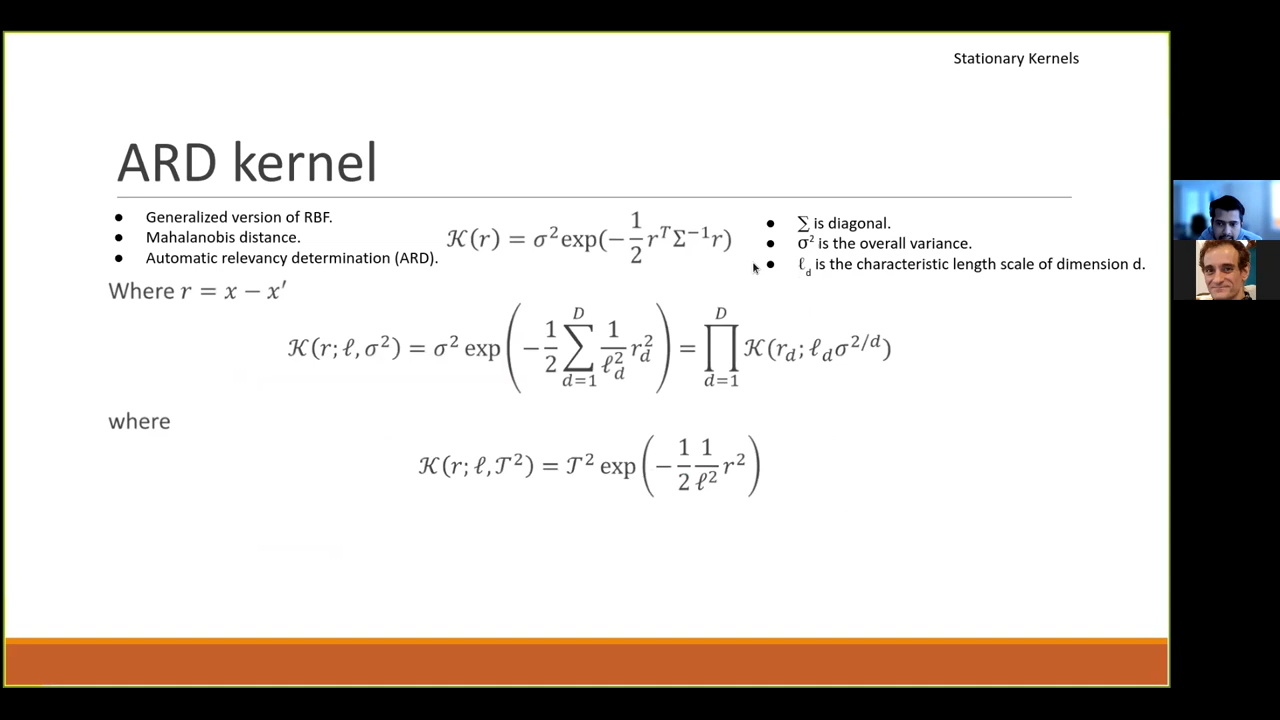 Stationary Kernels
ARD kernel
● Generalized version of RBF.
● Mahalanobis distance.
● Automatic relevancy determination (ARD).
𝒦(r) = σ²exp(−1/2 rᵀΣ⁻¹r)
● ∑ is diagonal.
● σ² is the overall variance.
● ℓ_d is the characteristic length scale of dimension d.
Where r = x − x′
𝒦(r; ℓ, σ²) = σ² exp(−1/2 ∑_{d=1}^{D} 1/ℓ_d² r_d²) = ∏_{d=1}^{D} 𝒦(r_d; ℓ_d σ^{2/d})
where
𝒦(r; ℓ, 𝒯²) = 𝒯² exp(−1/2 1/ℓ² r²)